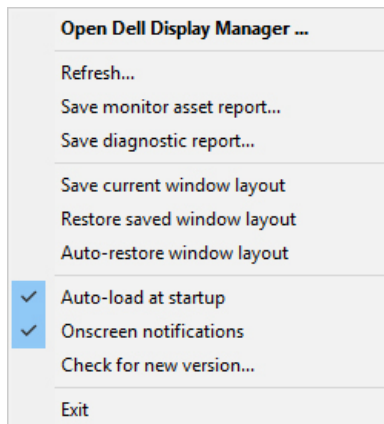 Open Dell Display Manager ...
Refresh...
Save monitor asset report...
Save diagnostic report...
Save current window layout
Restore saved window layout
Auto-restore window layout
Auto-load at startup
Onscreen notifications
Check for new version...
Exit